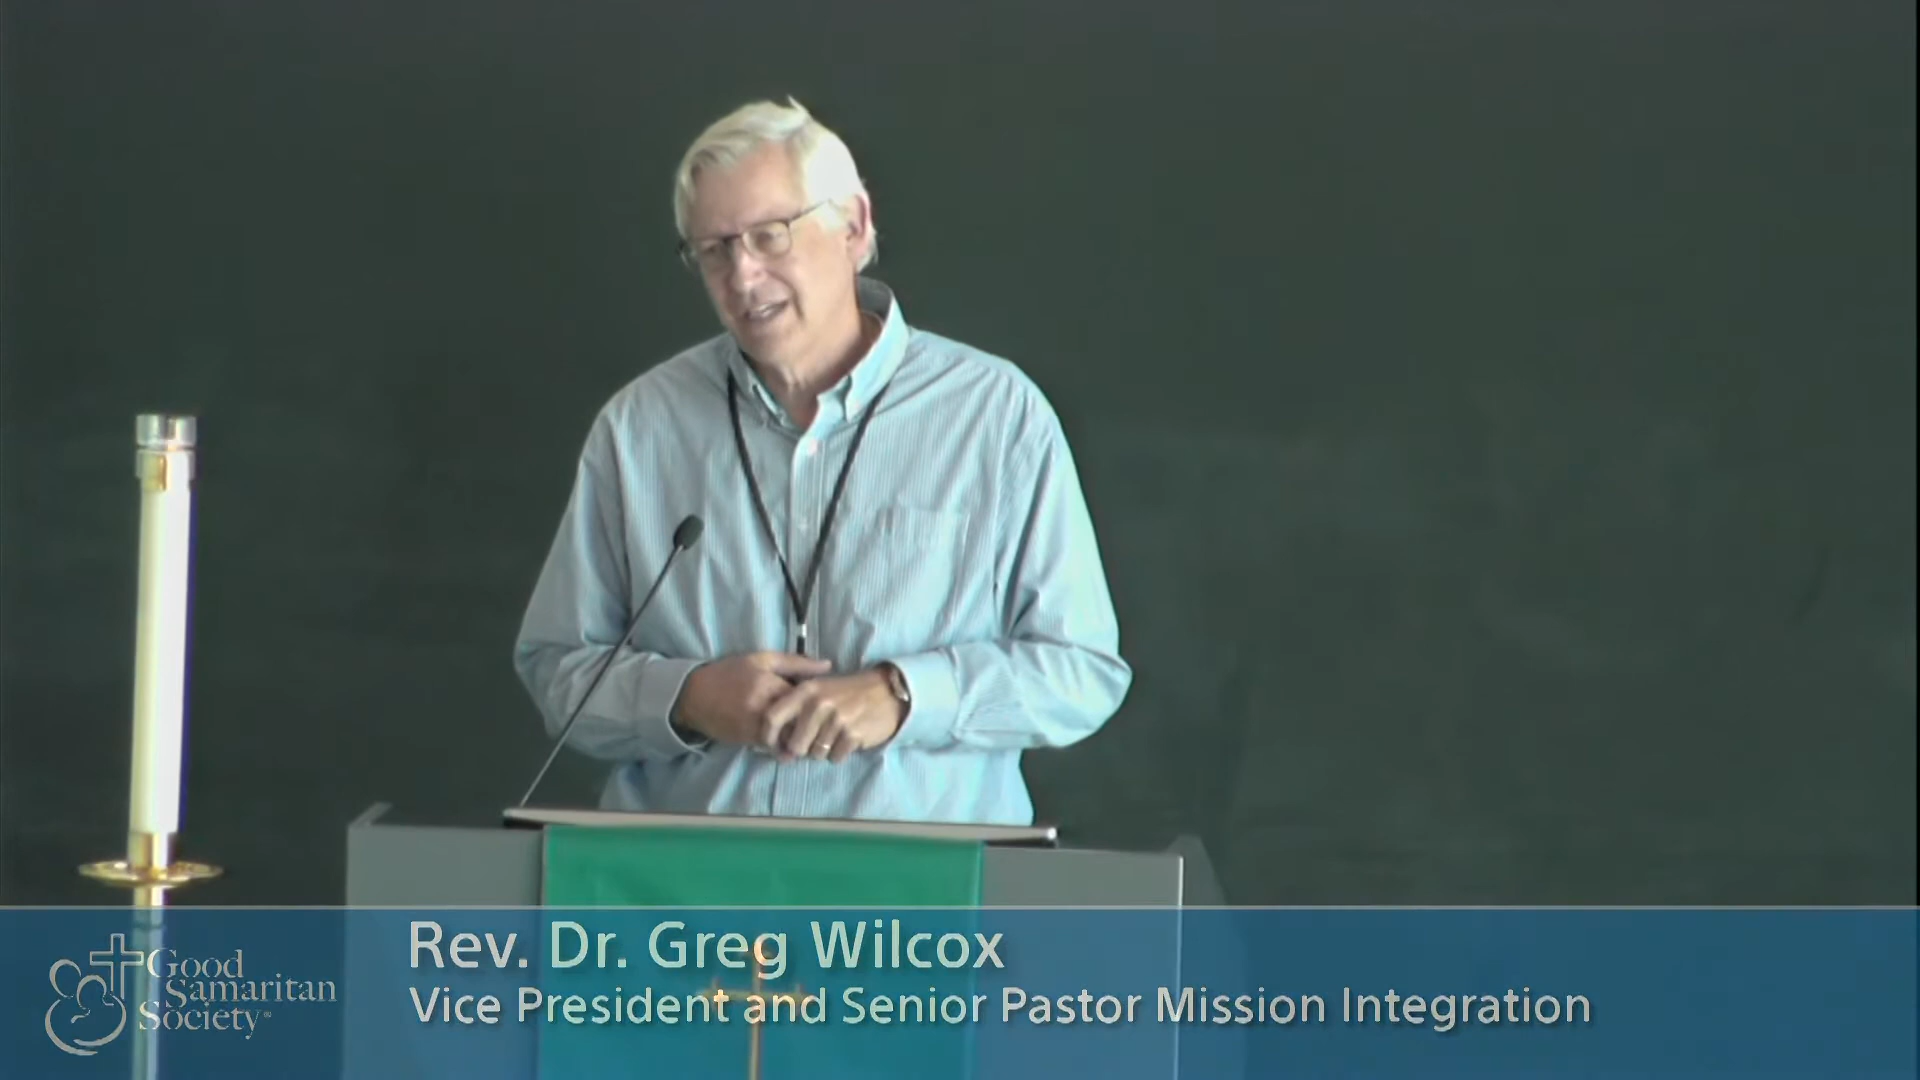 Rev. Dr. Greg Wilcox
Vice President and Senior Pastor Mission Integration
Good
Samaritan
Society®